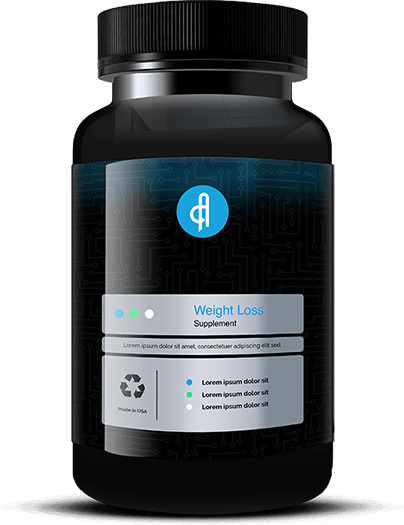 Weight Loss
Supplement
Lorem ipsum dolor sit amet, consectetuer adipiscing elit sed.
Lorem ipsum dolor sit
Lorem ipsum dolor sit
Lorem ipsum dolor sit
Made in USA